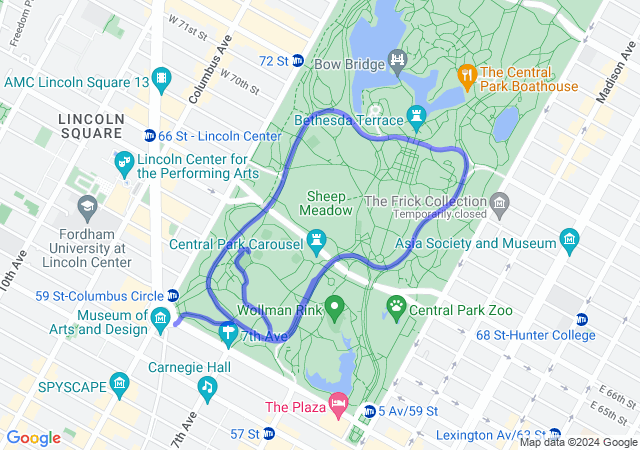 Freedom Pl
W 71st St
Columbus Ave
72 St
W 70th St
Bow Bridge
AMC Lincoln Square 13
The Central
Park Boathouse
Madison Ave
LINCOLN
SQUARE
Bethesda Terrace
66 St - Lincoln Center
Lincoln Center for
the Performing Arts
Sheep
Meadow
The Frick Collection
Temporarily closed
Fordham
University at
Lincoln Center
Central Park Carousel
Asia Society and Museum
10th Ave
59 St-Columbus Circle
Museum of
Arts and Design
Wollman Rink
Central Park Zoo
7th Ave
68 St-Hunter College
Carnegie Hall
SPYSCAPE
The Plaza
5 Av/59 St
E 66th St
E 65th St
7th Ave
57 St
Lexington Av/63 St
Google
Map data ©2024 Google